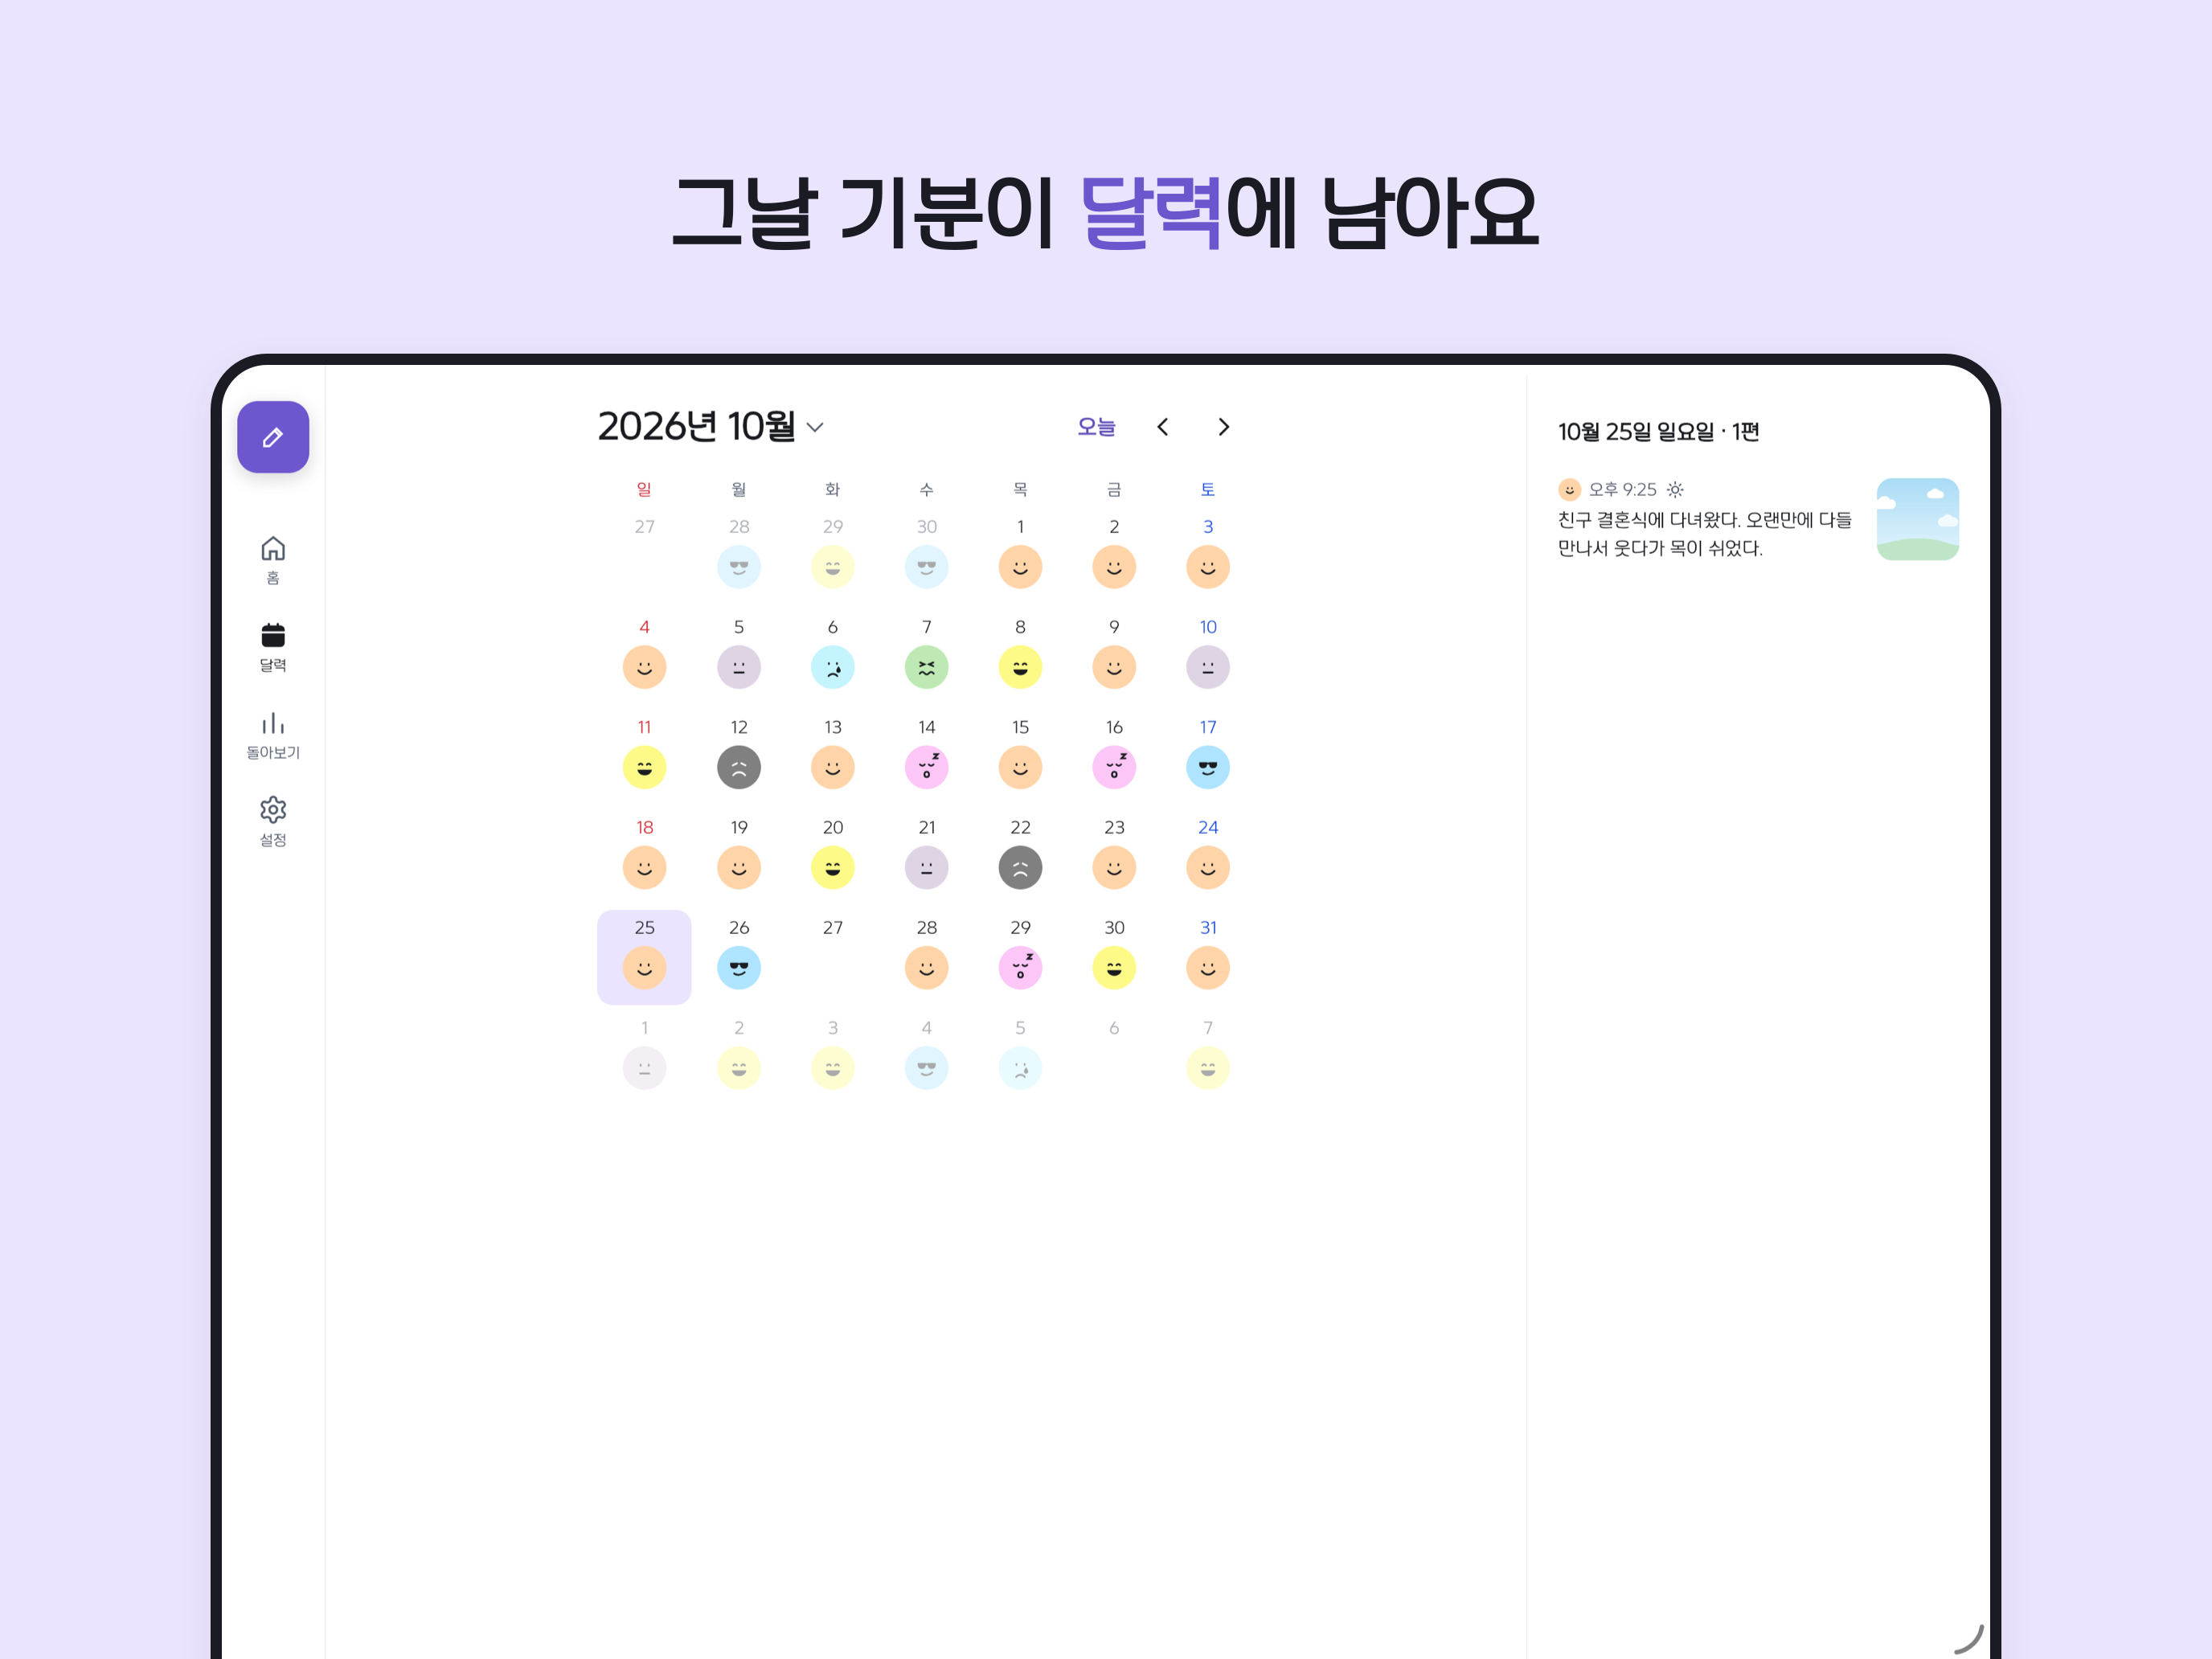 그날 기분이 달력에 남아요
홈
달력
돌아보기
설정
2026년 10월
오늘
일 월 화 수 목 금 토
27 28 29 30 1 2 3
4 5 6 7 8 9 10
11 12 13 14 15 16 17
18 19 20 21 22 23 24
25 26 27 28 29 30 31
1 2 3 4 5 6 7
10월 25일 일요일 · 1편
오후 9:25
친구 결혼식에 다녀왔다. 오랜만에 다들
만나서 웃다가 목이 쉬었다.